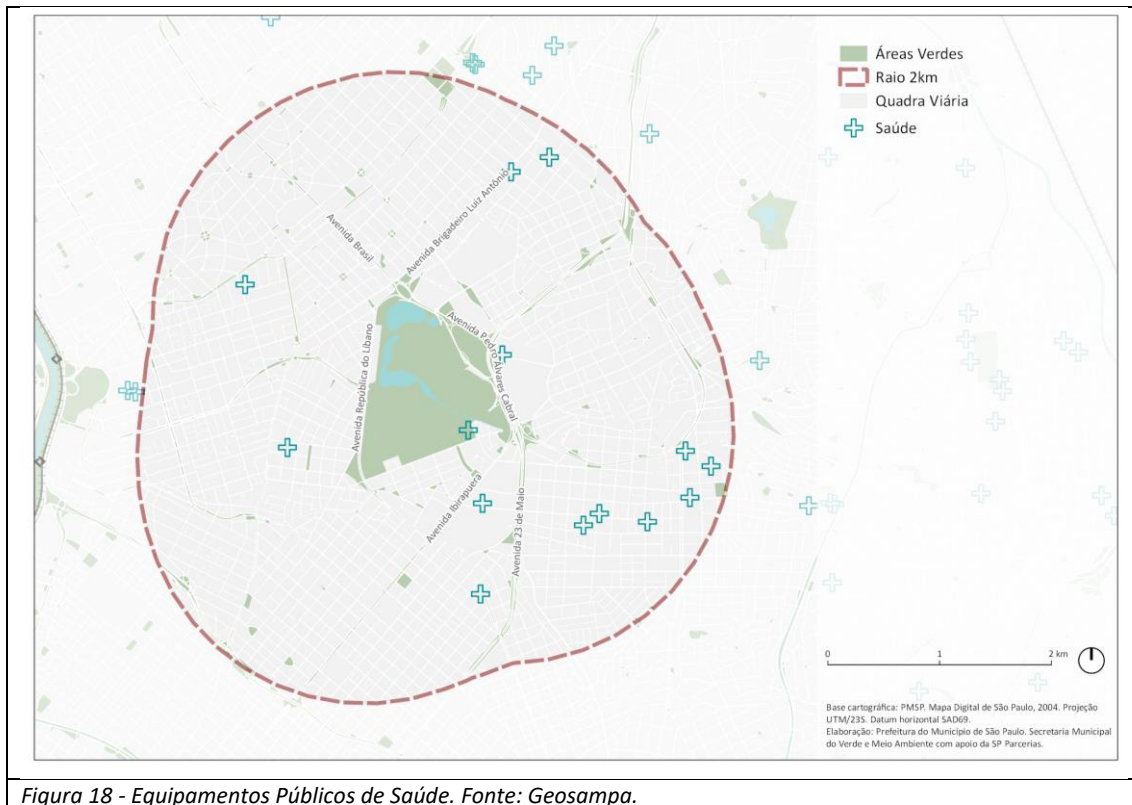 Áreas Verdes
Raio 2km
Quadra Viária
Saúde
Avenida Brigadeiro Luiz Antônio
Avenida Brasil
Avenida Pedro Álvares Cabral
Avenida República do Líbano
Avenida Ibirapuera
Avenida 23 de Maio
0 1 2 km
Base cartográfica: PMSP. Mapa Digital de São Paulo, 2004. Projeção
UTM/23S. Datum horizontal SAD69.
Elaboração: Prefeitura do Município de São Paulo. Secretaria Municipal
do Verde e Meio Ambiente com apoio da SP Parcerias.
Figura 18 - Equipamentos Públicos de Saúde. Fonte: Geosampa.